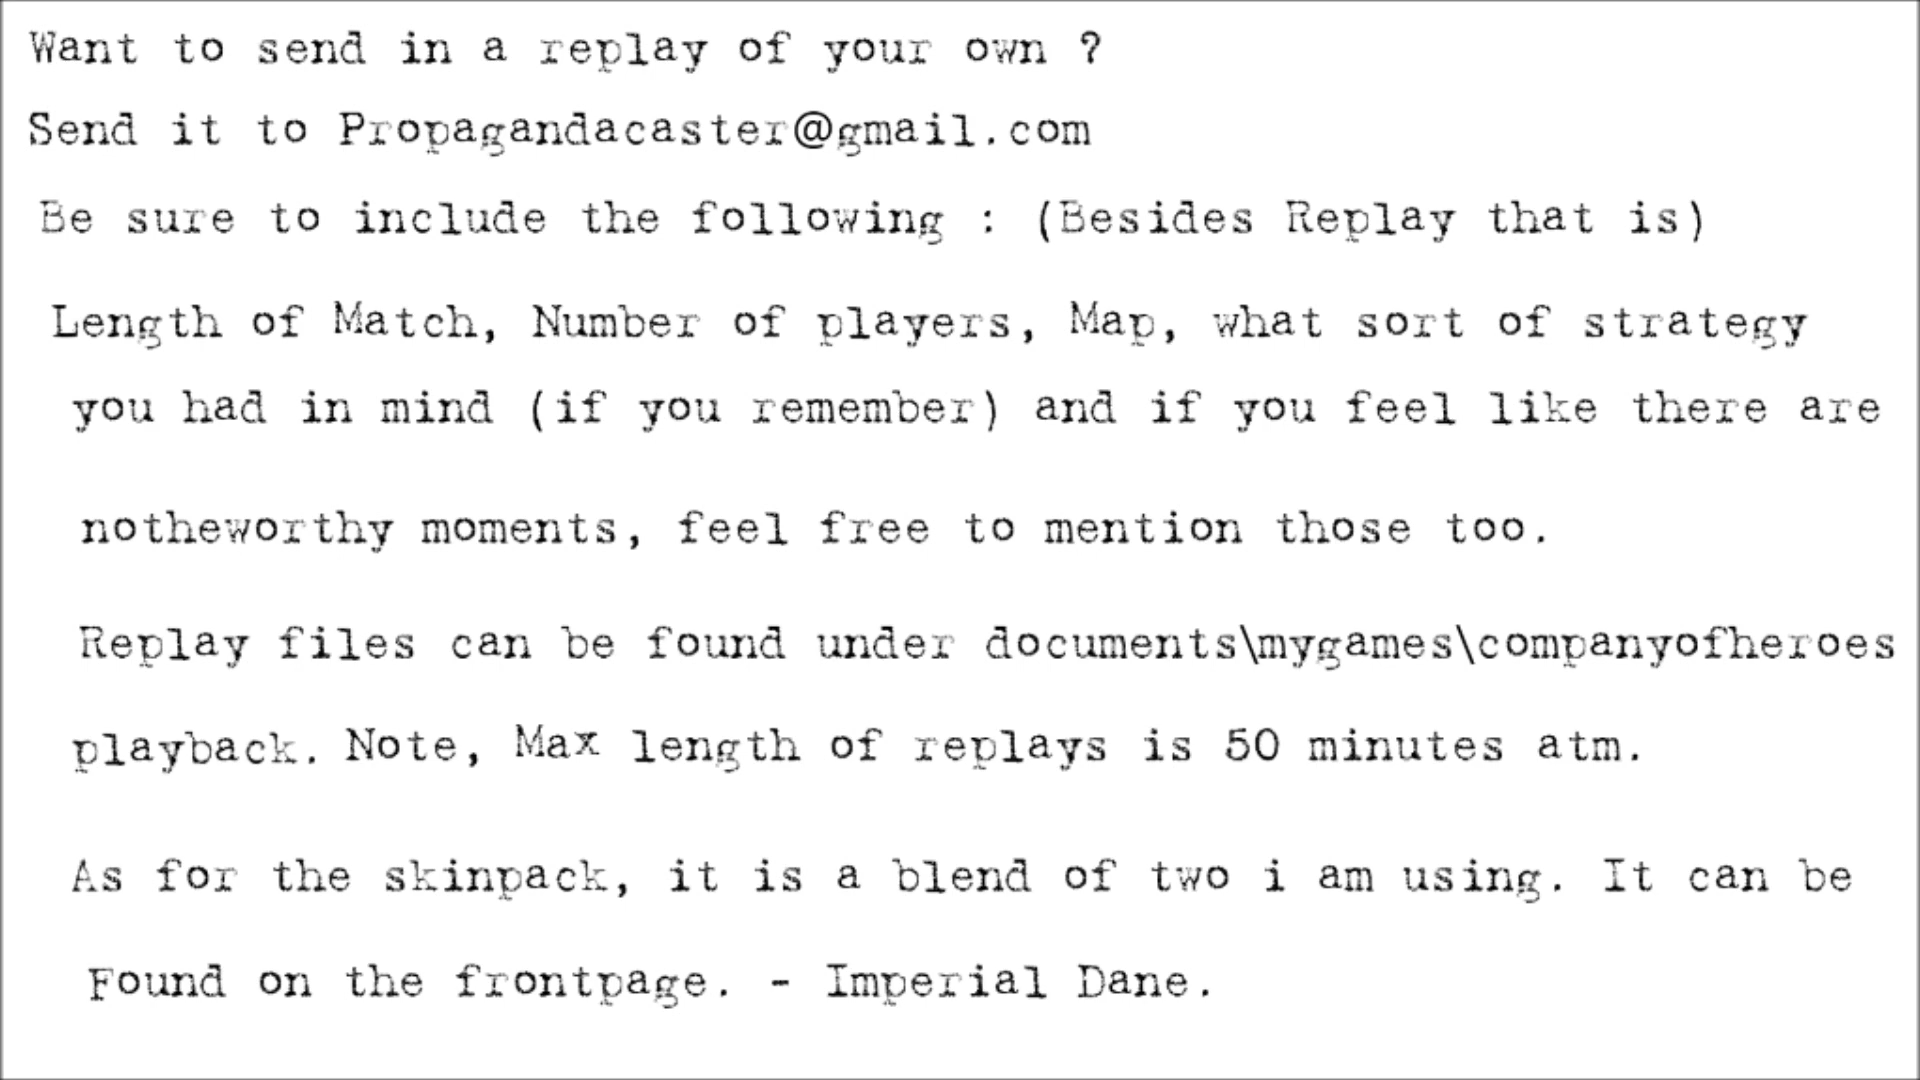 Want to send in a replay of your own ?
Send it to Propagandacaster@gmail.com
Be sure to include the following : (Besides Replay that is)
Length of Match, Number of players, Map, what sort of strategy
you had in mind (if you remember) and if you feel like there are
notheworthy moments, feel free to mention those too.
Replay files can be found under documents\mygames\companyofheroes
playback. Note, Max length of replays is 50 minutes atm.
As for the skinpack, it is a blend of two i am using. It can be
Found on the frontpage. - Imperial Dane.